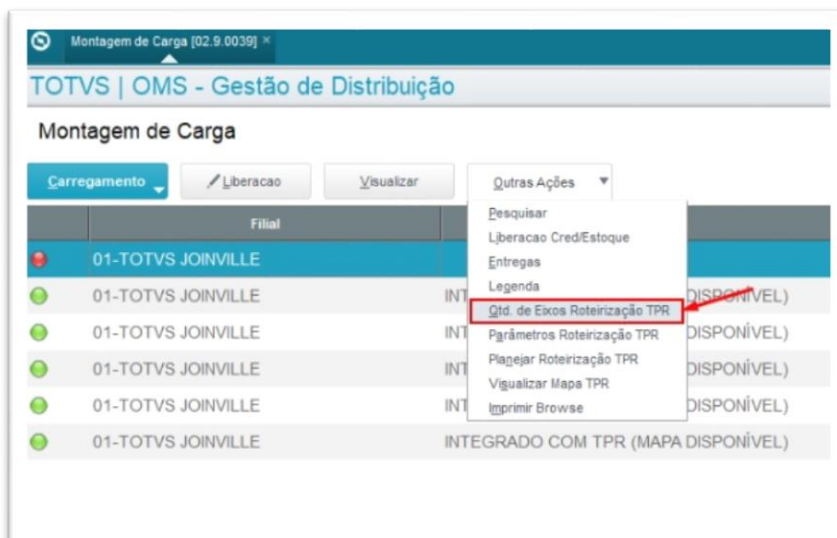 Montagem de Carga [02.9.0039] ×
TOTVS | OMS - Gestão de Distribuição
Montagem de Carga
Carregamento
Liberacao
Visualizar
Outras Ações
Filial
Pesquisar
Liberacao Cred/Estoque
Entregas
Legenda
Qtd. de Eixos Roteirização TPR
Parâmetros Roteirização TPR
Planejar Roteirização TPR
Visualizar Mapa TPR
Imprimir Browse
01-TOTVS JOINVILLE
01-TOTVS JOINVILLE INT DISPONÍVEL)
01-TOTVS JOINVILLE INT DISPONÍVEL)
01-TOTVS JOINVILLE INT DISPONÍVEL)
01-TOTVS JOINVILLE INT DISPONÍVEL)
01-TOTVS JOINVILLE INTEGRADO COM TPR (MAPA DISPONÍVEL)